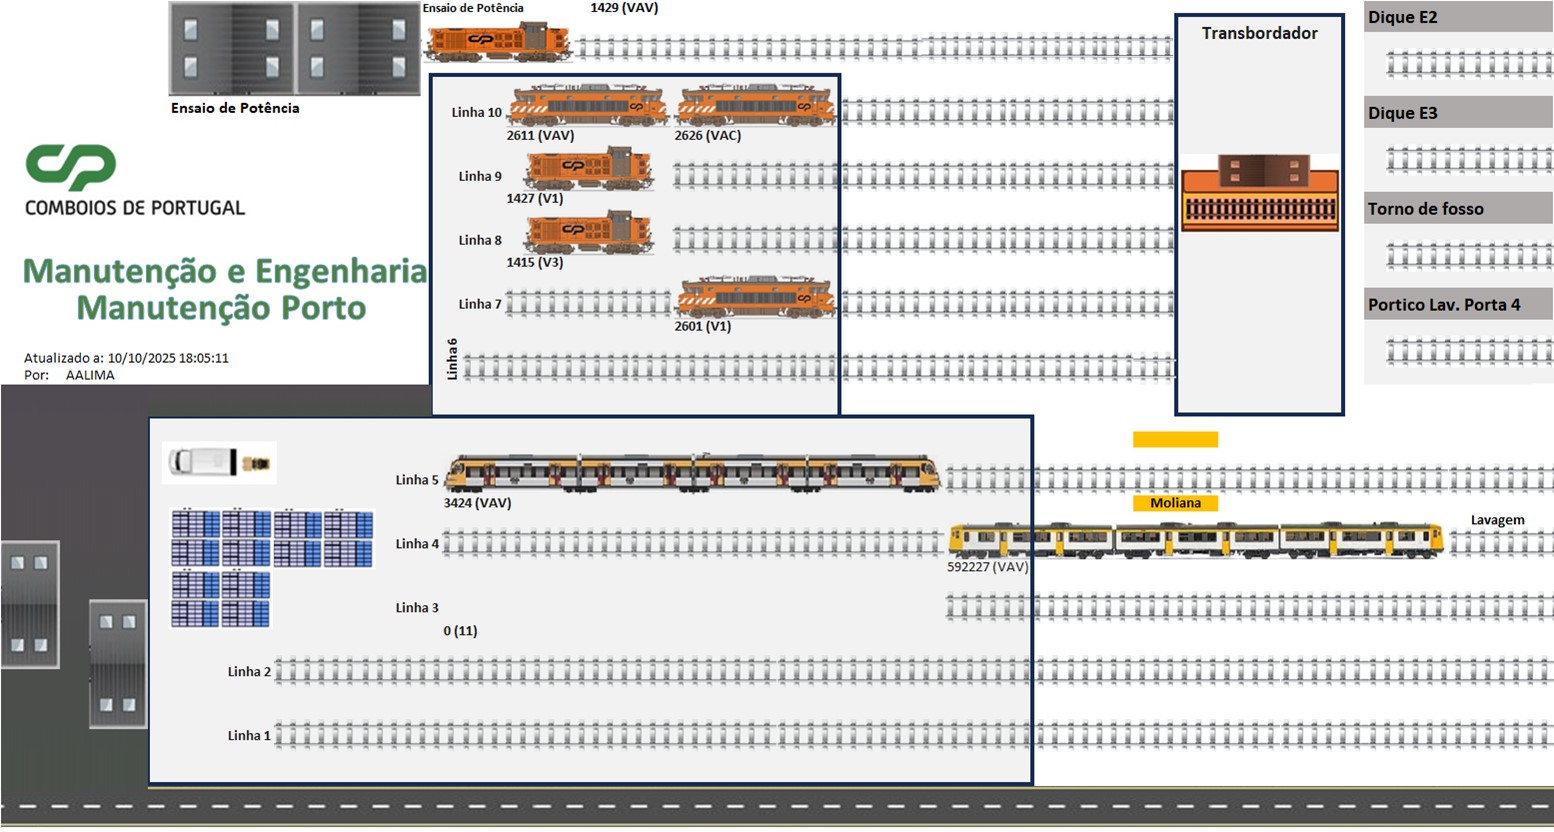 Ensaio de Potência
1429 (VAV)
Ensaio de Potência
CP
COMBOIOS DE PORTUGAL
Manutenção e Engenharia
Manutenção Porto
Atualizado a: 10/10/2025 18:05:11
Por: AALIMA
Linha 10
2611 (VAV)
2626 (VAC)
Linha 9
1427 (V1)
Linha 8
1415 (V3)
Linha 7
2601 (V1)
Linha6
Transbordador
Dique E2
Dique E3
Torno de fosso
Portico Lav. Porta 4
Linha 5
3424 (VAV)
Moliana
Lavagem
Linha 4
592227 (VAV)
Linha 3
0 (11)
Linha 2
Linha 1